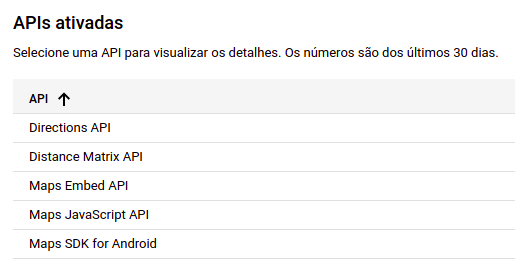 APIs ativadas
Selecione uma API para visualizar os detalhes. Os números são dos últimos 30 dias.
API
Directions API
Distance Matrix API
Maps Embed API
Maps JavaScript API
Maps SDK for Android